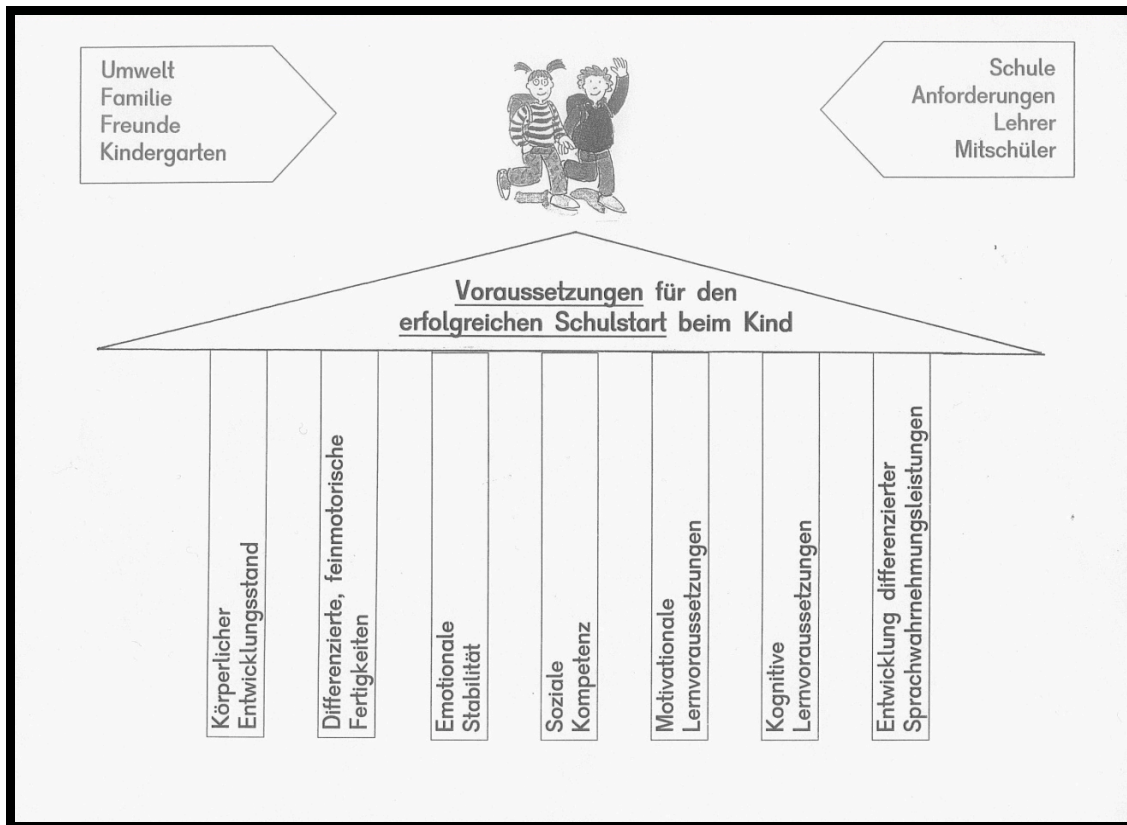 Umwelt
Familie
Freunde
Kindergarten
Schule
Anforderungen
Lehrer
Mitschüler
Voraussetzungen für den
erfolgreichen Schulstart beim Kind
Körperlicher
Entwicklungsstand
Differenzierte, feinmotorische
Fertigkeiten
Emotionale
Stabilität
Soziale
Kompetenz
Motivationale
Lernvoraussetzungen
Kognitive
Lernvoraussetzungen
Entwicklung differenzierter
Sprachwahrnehmungsleistungen